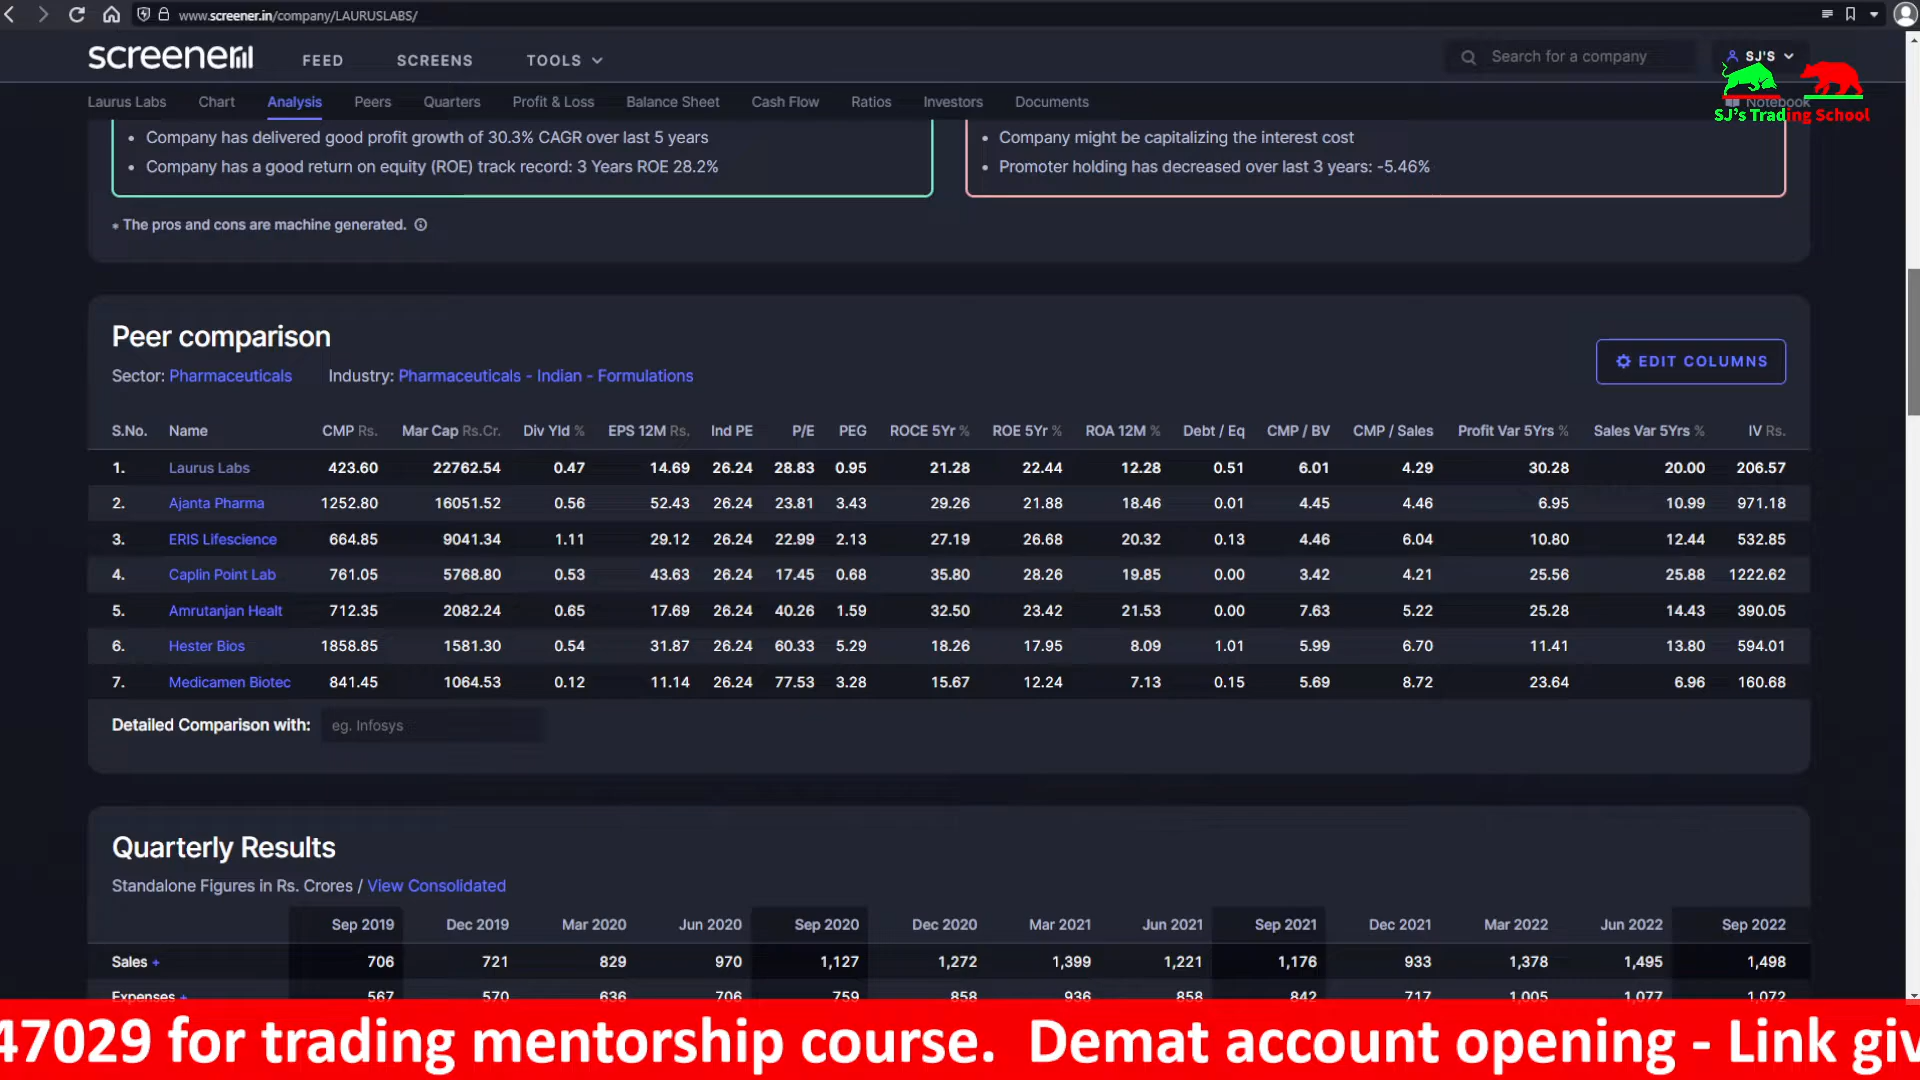 www.screener.in/company/LAURUSLABS/
screener
FEED SCREENS TOOLS
Search for a company
SJ'S
Laurus Labs Chart Analysis Peers Quarters Profit & Loss Balance Sheet Cash Flow Ratios Investors Documents
Notebook
SJ's Trading School
• Company has delivered good profit growth of 30.3% CAGR over last 5 years
• Company has a good return on equity (ROE) track record: 3 Years ROE 28.2%
• Company might be capitalizing the interest cost
• Promoter holding has decreased over last 3 years: -5.46%
* The pros and cons are machine generated.
Peer comparison
Sector: Pharmaceuticals Industry: Pharmaceuticals - Indian - Formulations
EDIT COLUMNS
S.No. Name CMP Rs. Mar Cap Rs.Cr. Div Yld % EPS 12M Rs. Ind PE P/E PEG ROCE 5Yr % ROE 5Yr % ROA 12M % Debt / Eq CMP / BV CMP / Sales Profit Var 5Yrs % Sales Var 5Yrs % IV Rs.
1. Laurus Labs 423.60 22762.54 0.47 14.69 26.24 28.83 0.95 21.28 22.44 12.28 0.51 6.01 4.29 30.28 20.00 206.57
2. Ajanta Pharma 1252.80 16051.52 0.56 52.43 26.24 23.81 3.43 29.26 21.88 18.46 0.01 4.45 4.46 6.95 10.99 971.18
3. ERIS Lifescience 664.85 9041.34 1.11 29.12 26.24 22.99 2.13 27.19 26.68 20.32 0.13 4.46 6.04 10.80 12.44 532.85
4. Caplin Point Lab 761.05 5768.80 0.53 43.63 26.24 17.45 0.68 35.80 28.26 19.85 0.00 3.42 4.21 25.56 25.88 1222.62
5. Amrutanjan Healt 712.35 2082.24 0.65 17.69 26.24 40.26 1.59 32.50 23.42 21.53 0.00 7.63 5.22 25.28 14.43 390.05
6. Hester Bios 1858.85 1581.30 0.54 31.87 26.24 60.33 5.29 18.26 17.95 8.09 1.01 5.99 6.70 11.41 13.80 594.01
7. Medicamen Biotec 841.45 1064.53 0.12 11.14 26.24 77.53 3.28 15.67 12.24 7.13 0.15 5.69 8.72 23.64 6.96 160.68
Detailed Comparison with: eg. Infosys
Quarterly Results
Standalone Figures in Rs. Crores / View Consolidated
Sep 2019 Dec 2019 Mar 2020 Jun 2020 Sep 2020 Dec 2020 Mar 2021 Jun 2021 Sep 2021 Dec 2021 Mar 2022 Jun 2022 Sep 2022
Sales + 706 721 829 970 1,127 1,272 1,399 1,221 1,176 933 1,378 1,495 1,498
Expenses + 567 570 636 706 759 858 936 858 842 717 1,005 1,077 1,072
47029 for trading mentorship course. Demat account opening - Link giv